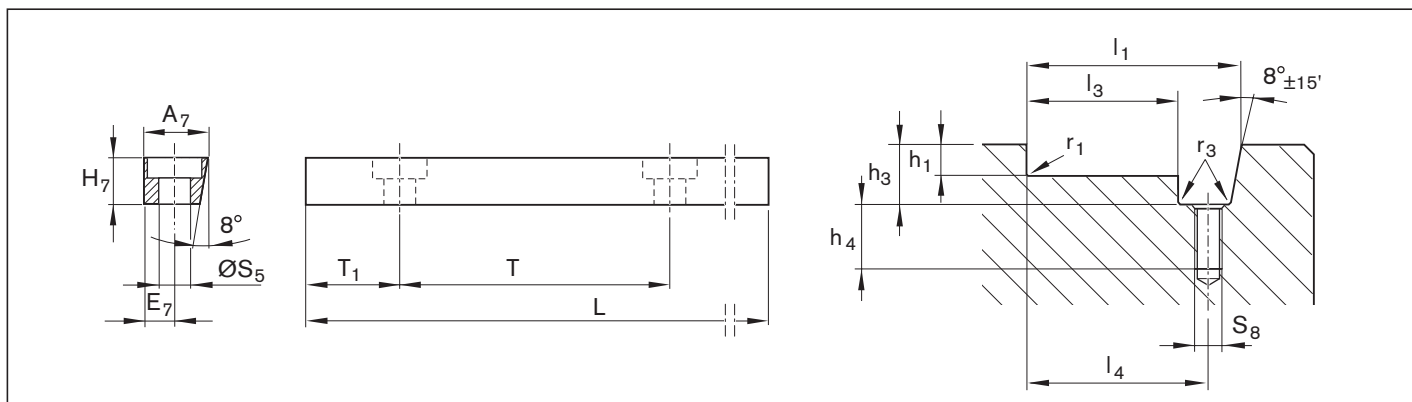 A₇
H₇
8°
ØS₅
E₇
T₁
T
L
l₁
l₃
8°±15'
h₁
h₃
r₁
r₃
h₄
S₈
l₄